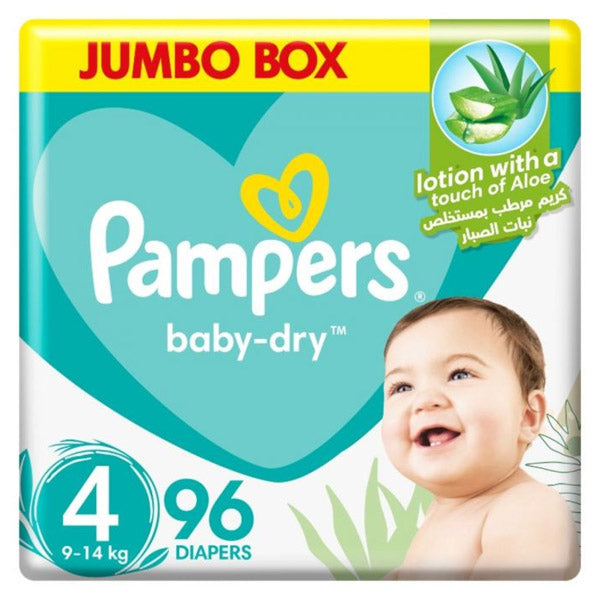 JUMBO BOX
lotion with a
touch of Aloe
كريم مرطب بمستخلص
نبات الصبار
Pampers®
baby-dry™
4
9-14 kg
96
DIAPERS